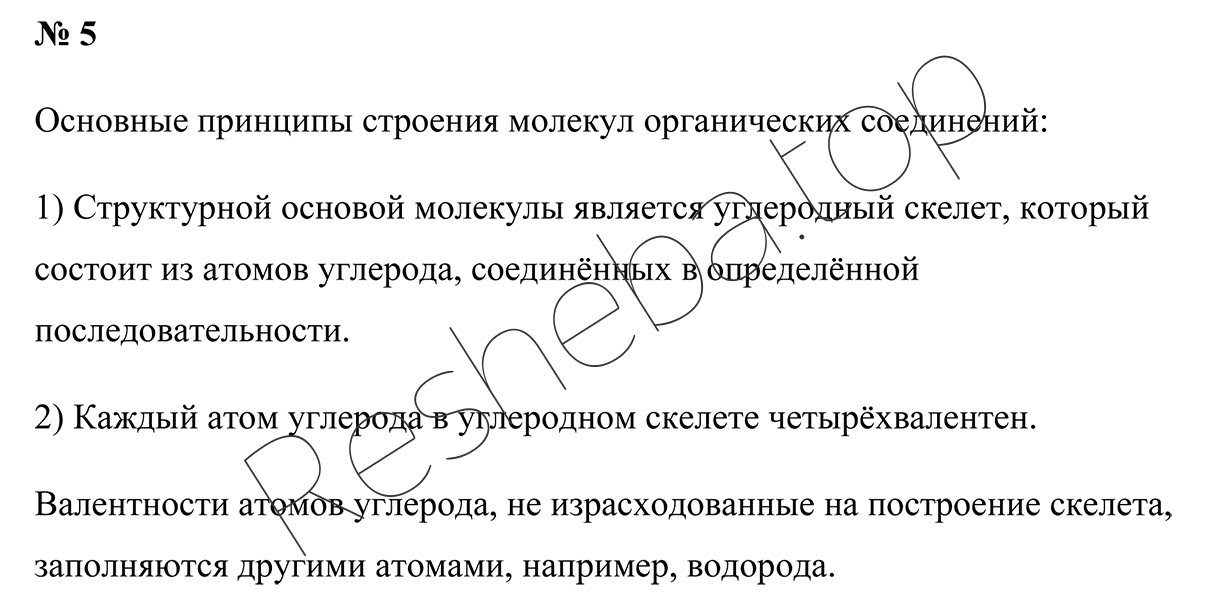 № 5
Основные принципы строения молекул органических соединений:
1) Структурной основой молекулы является углеродный скелет, который
состоит из атомов углерода, соединённых в определённой
последовательности.
2) Каждый атом углерода в углеродном скелете четырёхвалентен.
Валентности атомов углерода, не израсходованные на построение скелета,
заполняются другими атомами, например, водорода.
Resheba.top